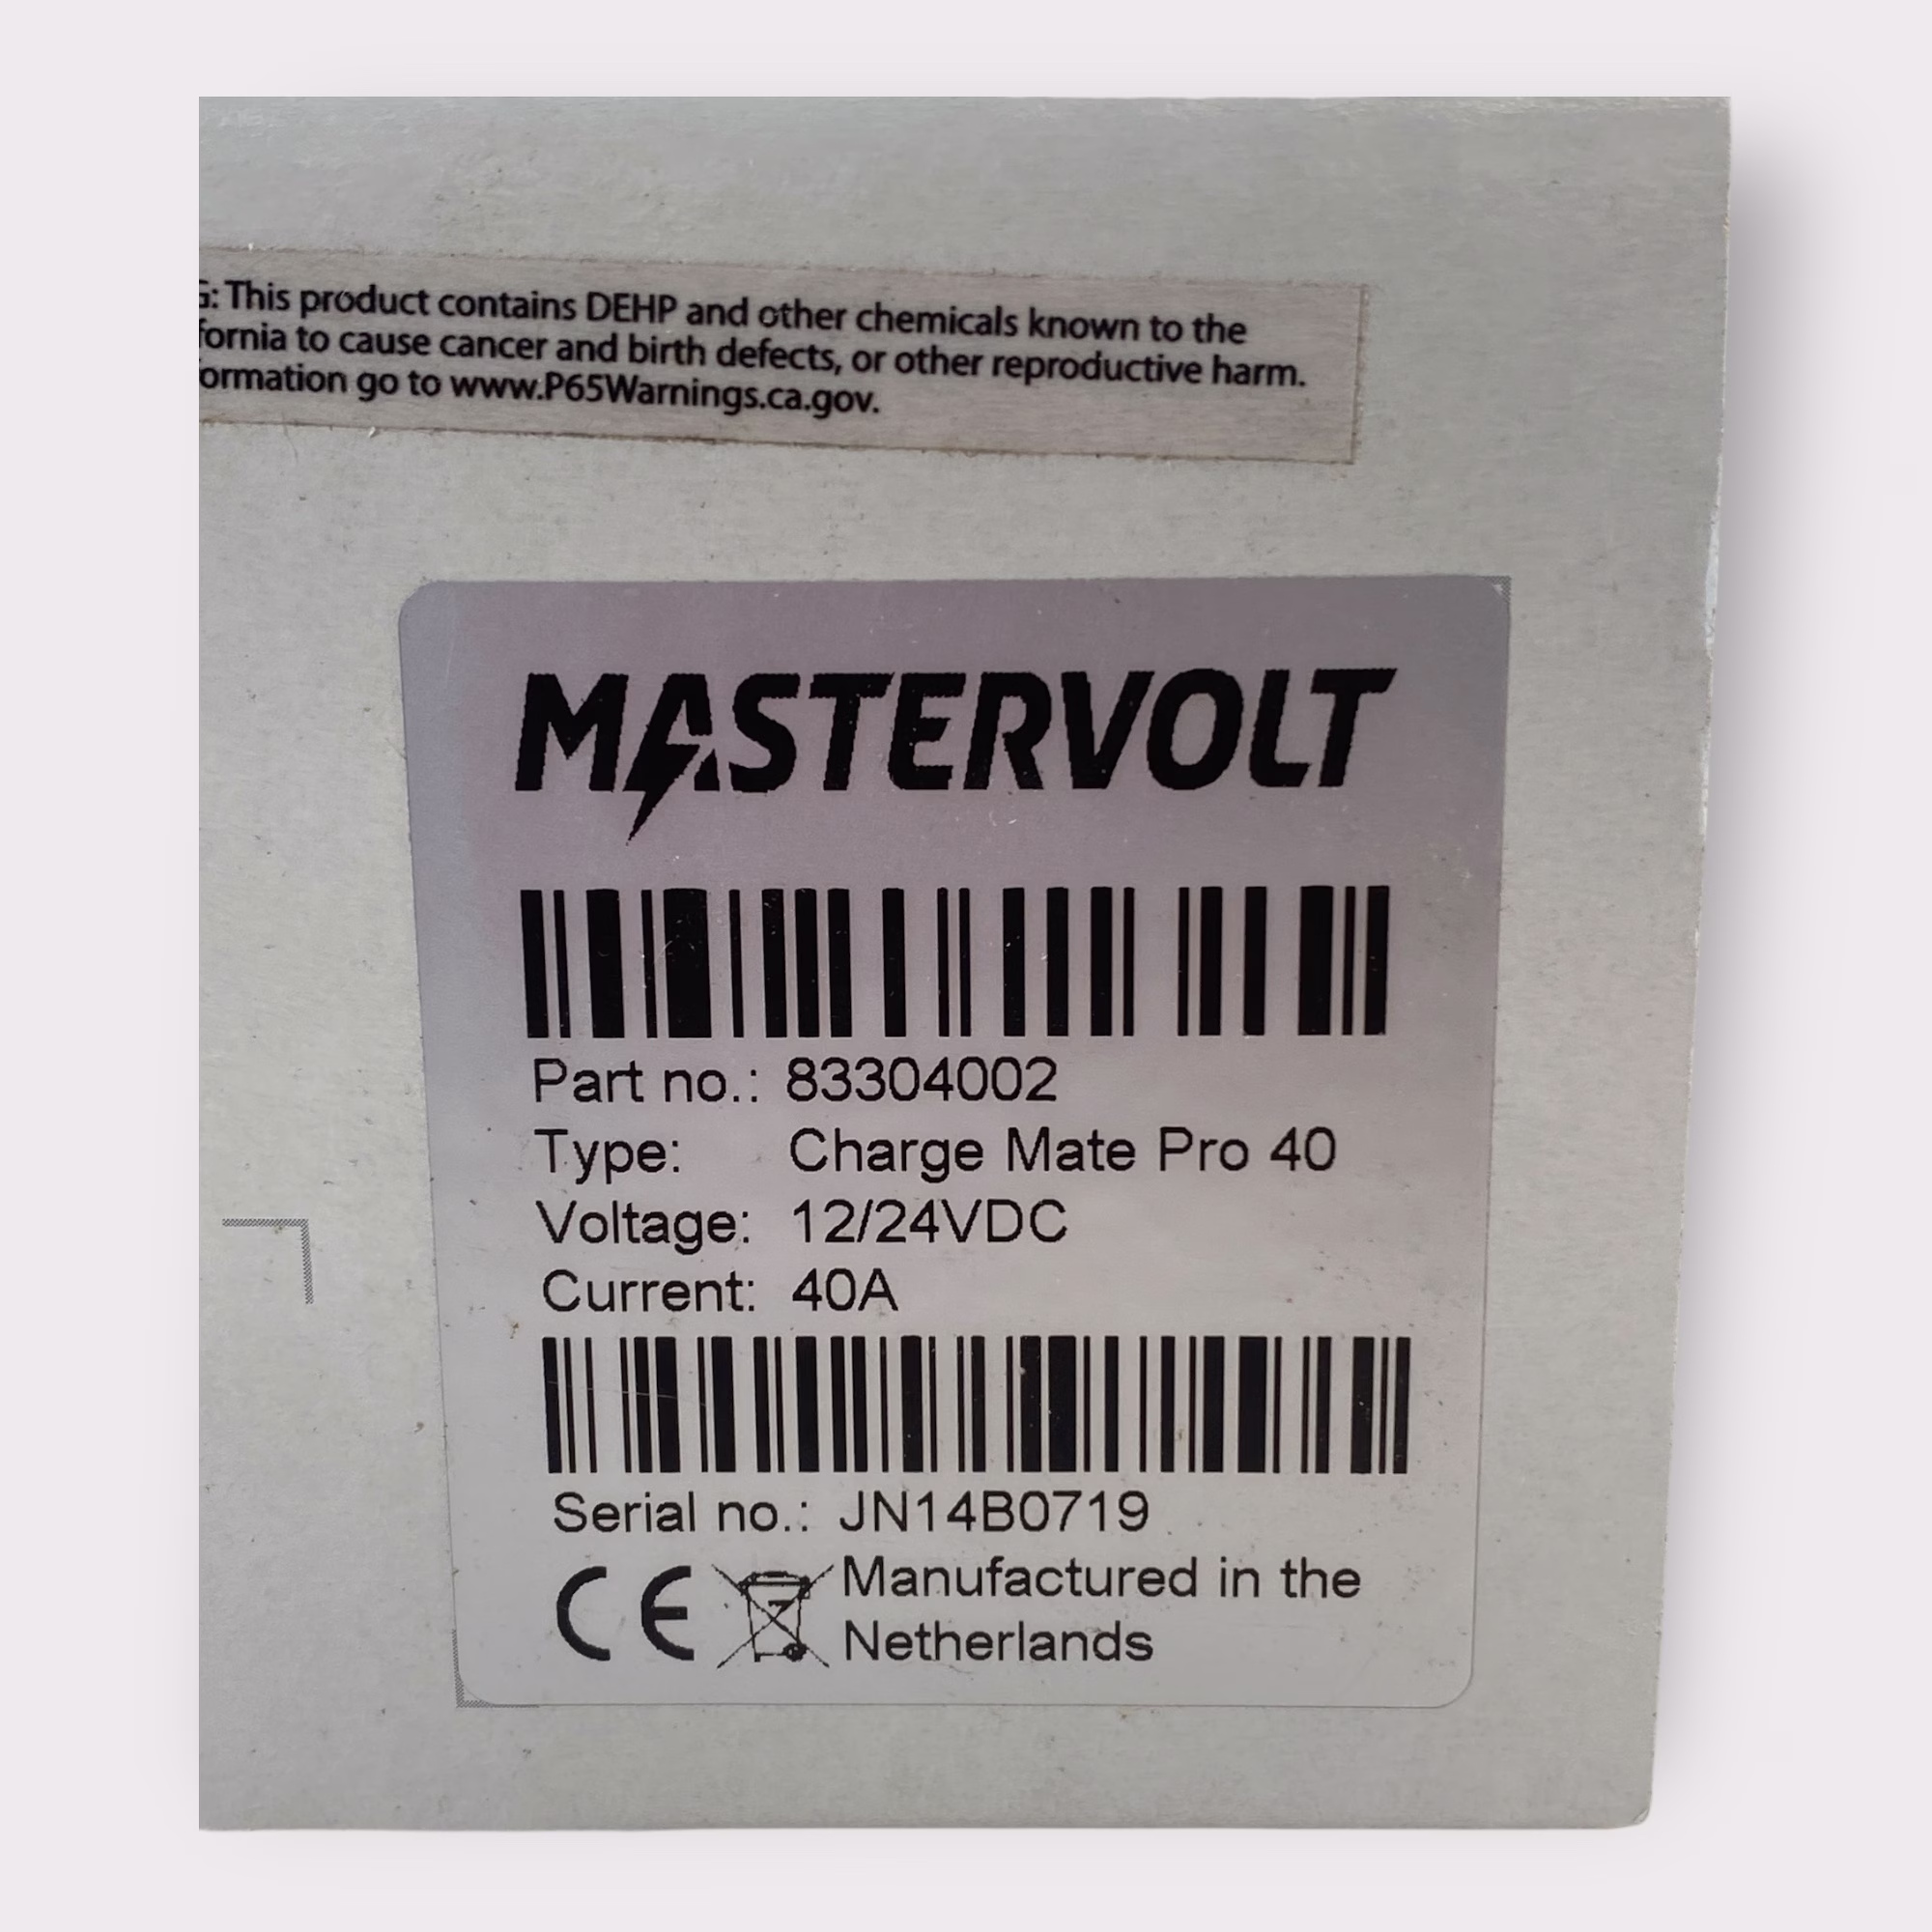 : This product contains DEHP and other chemicals known to the
fornia to cause cancer and birth defects, or other reproductive harm.
ormation go to www.P65Warnings.ca.gov.
MASTERVOLT
Part no.: 83304002
Type: Charge Mate Pro 40
Voltage: 12/24VDC
Current: 40A
Serial no.: JN14B0719
CE Manufactured in the
Netherlands